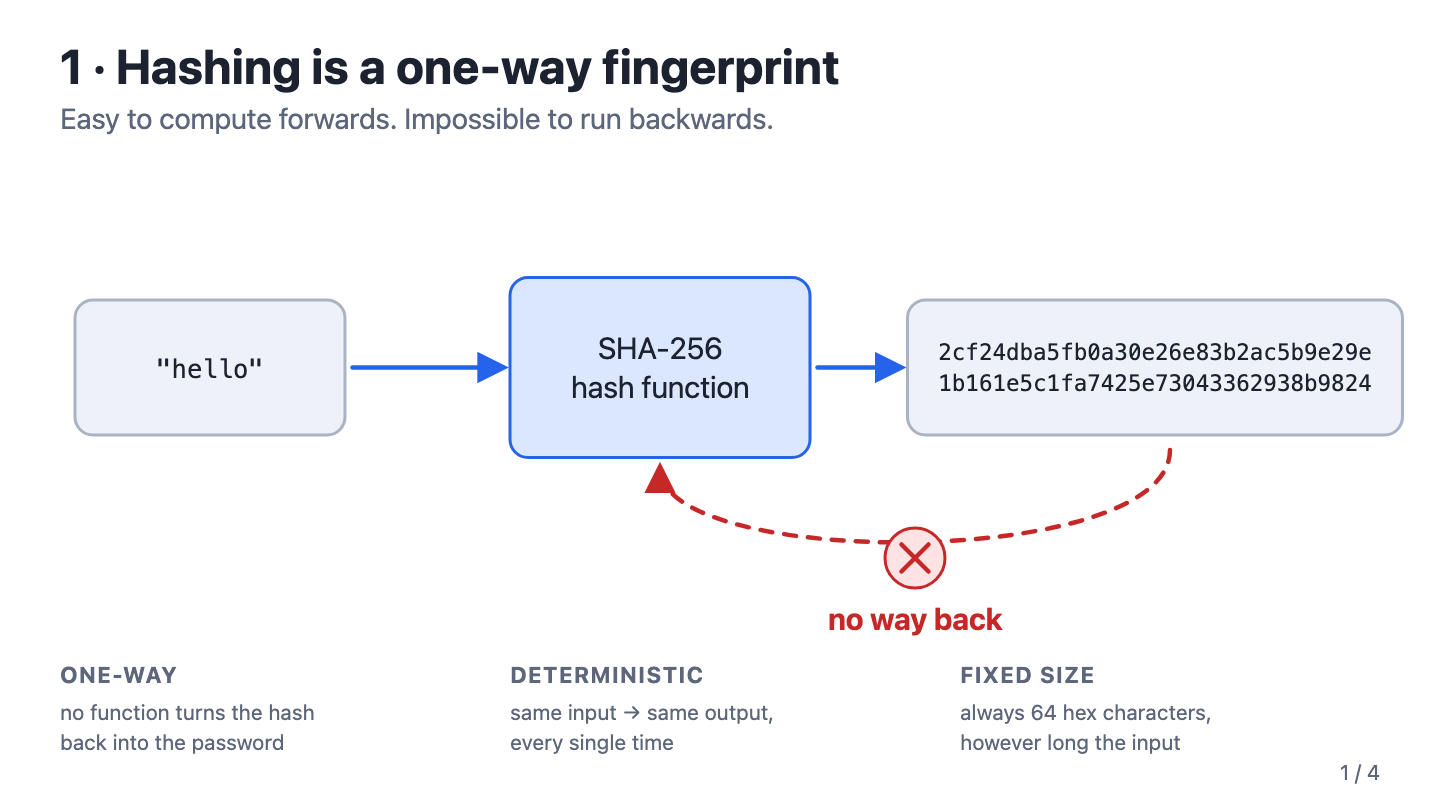 1 · Hashing is a one-way fingerprint
Easy to compute forwards. Impossible to run backwards.
"hello"
SHA-256
hash function
2cf24dba5fb0a30e26e83b2ac5b9e29e
1b161e5c1fa7425e73043362938b9824
no way back
ONE-WAY
no function turns the hash
back into the password
DETERMINISTIC
same input → same output,
every single time
FIXED SIZE
always 64 hex characters,
however long the input
1 / 4